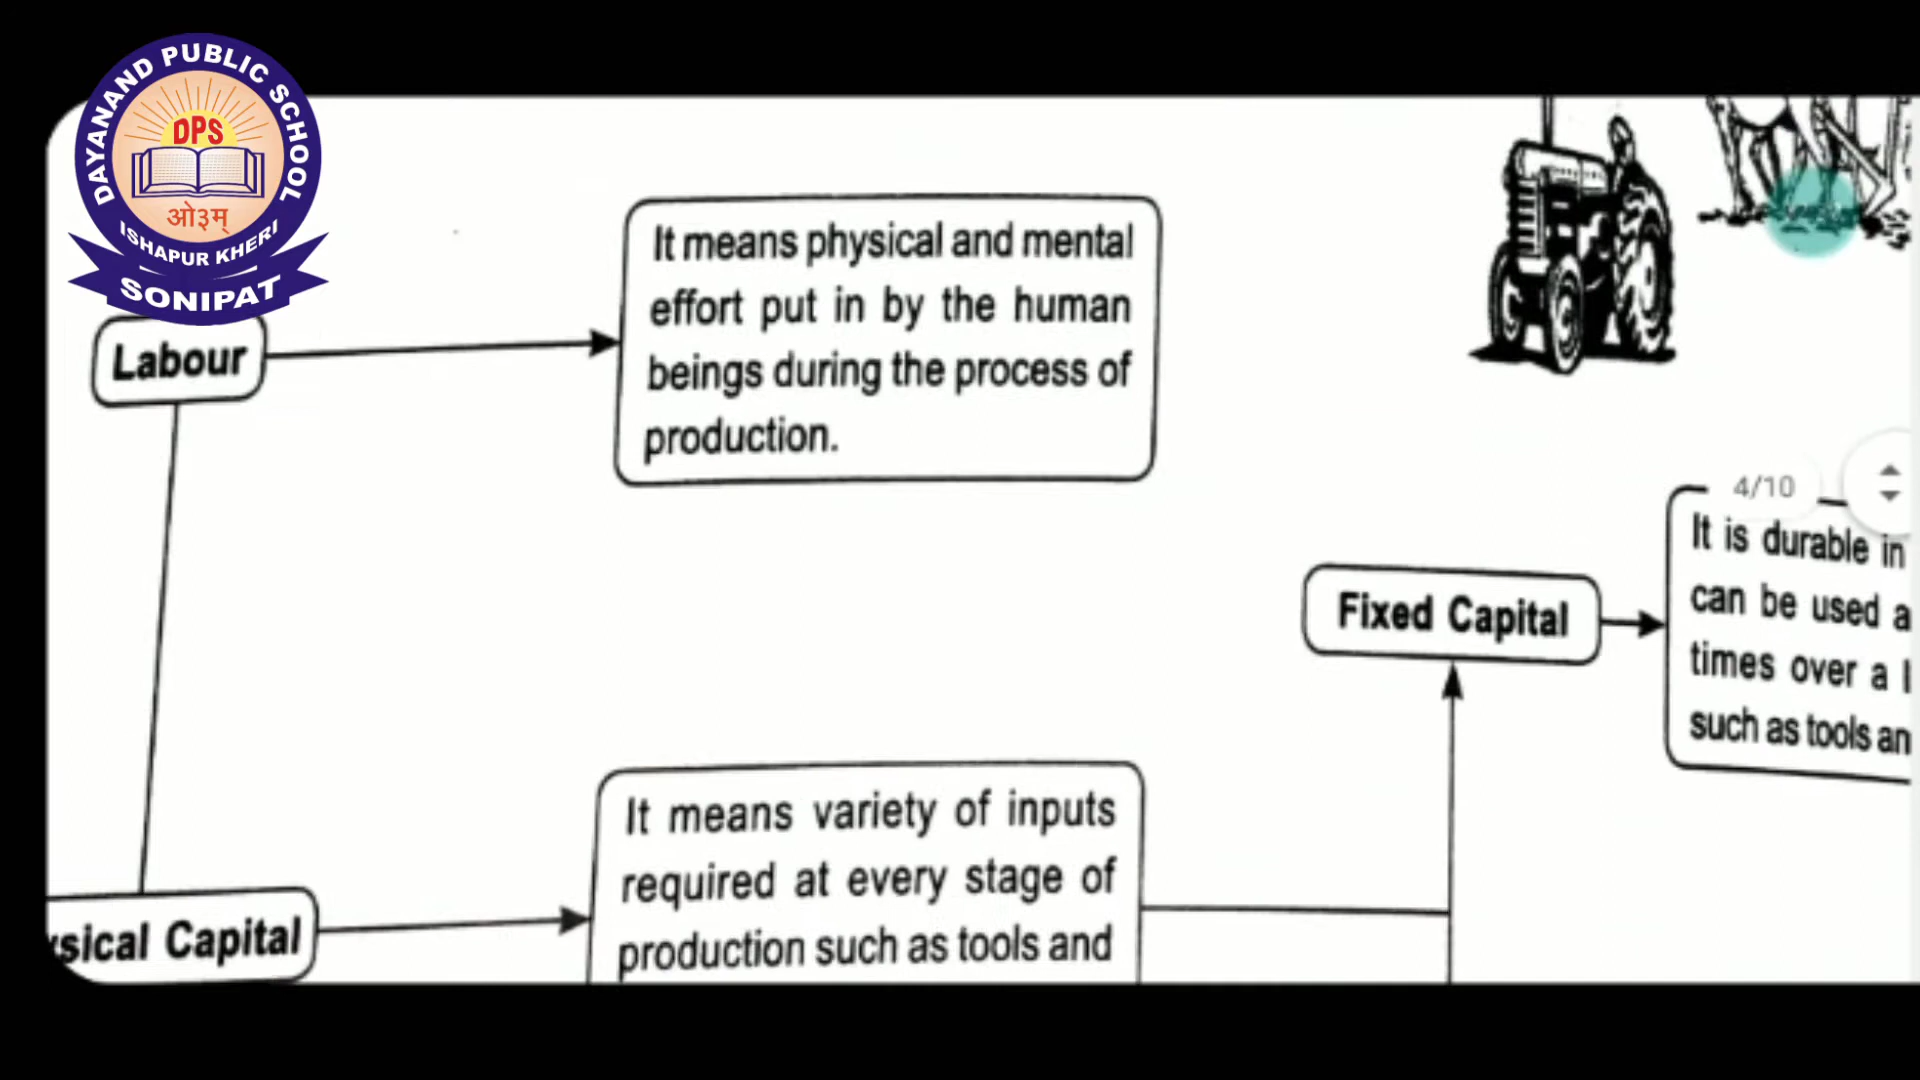 DAYANAND PUBLIC SCHOOL
DPS
ओ३म्
ISHAPUR KHERI
SONIPAT
Labour
It means physical and mental
effort put in by the human
beings during the process of
production.
4/10
Fixed Capital
It is durable in
can be used a
times over a l
such as tools an
sical Capital
It means variety of inputs
required at every stage of
production such as tools and